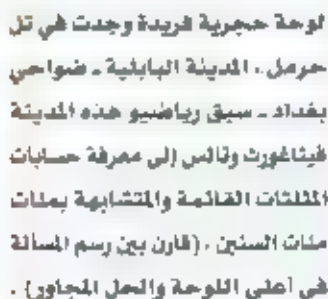 لوحة حجرية فريدة وجدت في تل
حرمل ـ المدينة البابلية ـ ضواحي
بغداد ـ سبق رياضيو هذه المدينة
فيثاغورث وتالس إلى معرفة حسابات
المثلثات القائمة والمتشابهة بمئات
مئات السنين . (قارن بين رسم المسألة
في أعلى اللوحة والحل المجاور) .